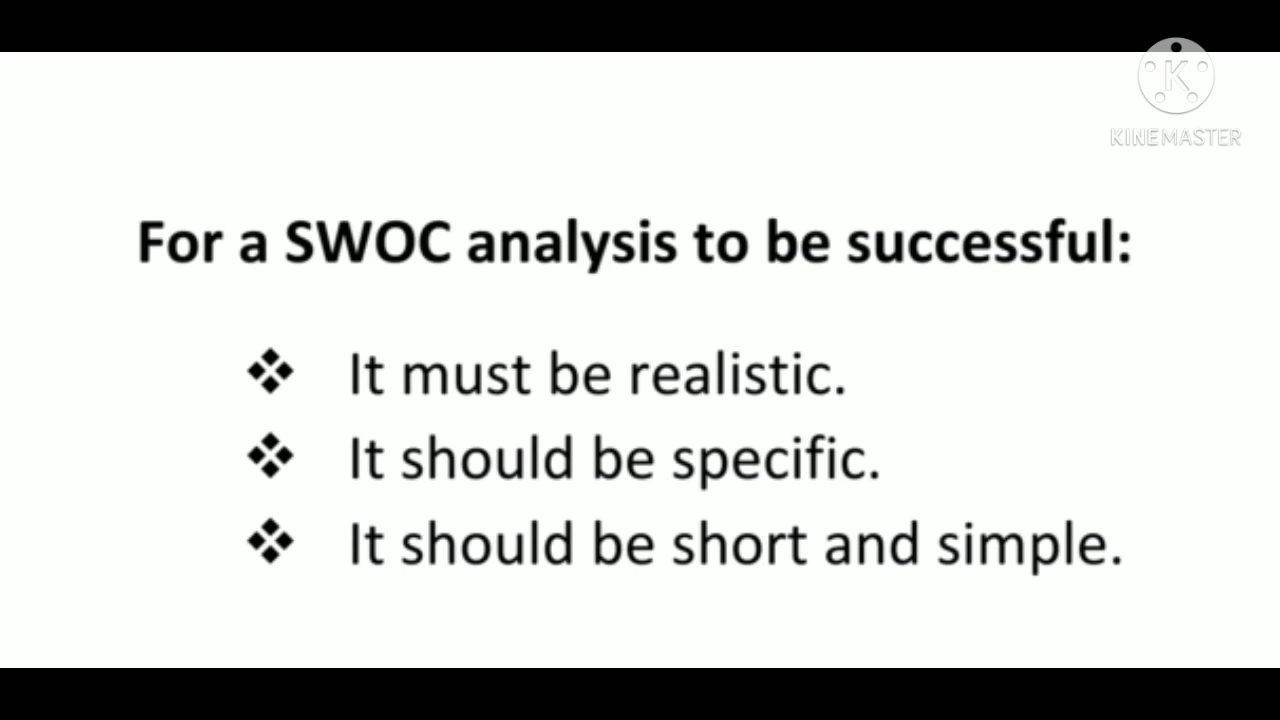 K
KINEMASTER
For a SWOC analysis to be successful:
❖ It must be realistic.
❖ It should be specific.
❖ It should be short and simple.